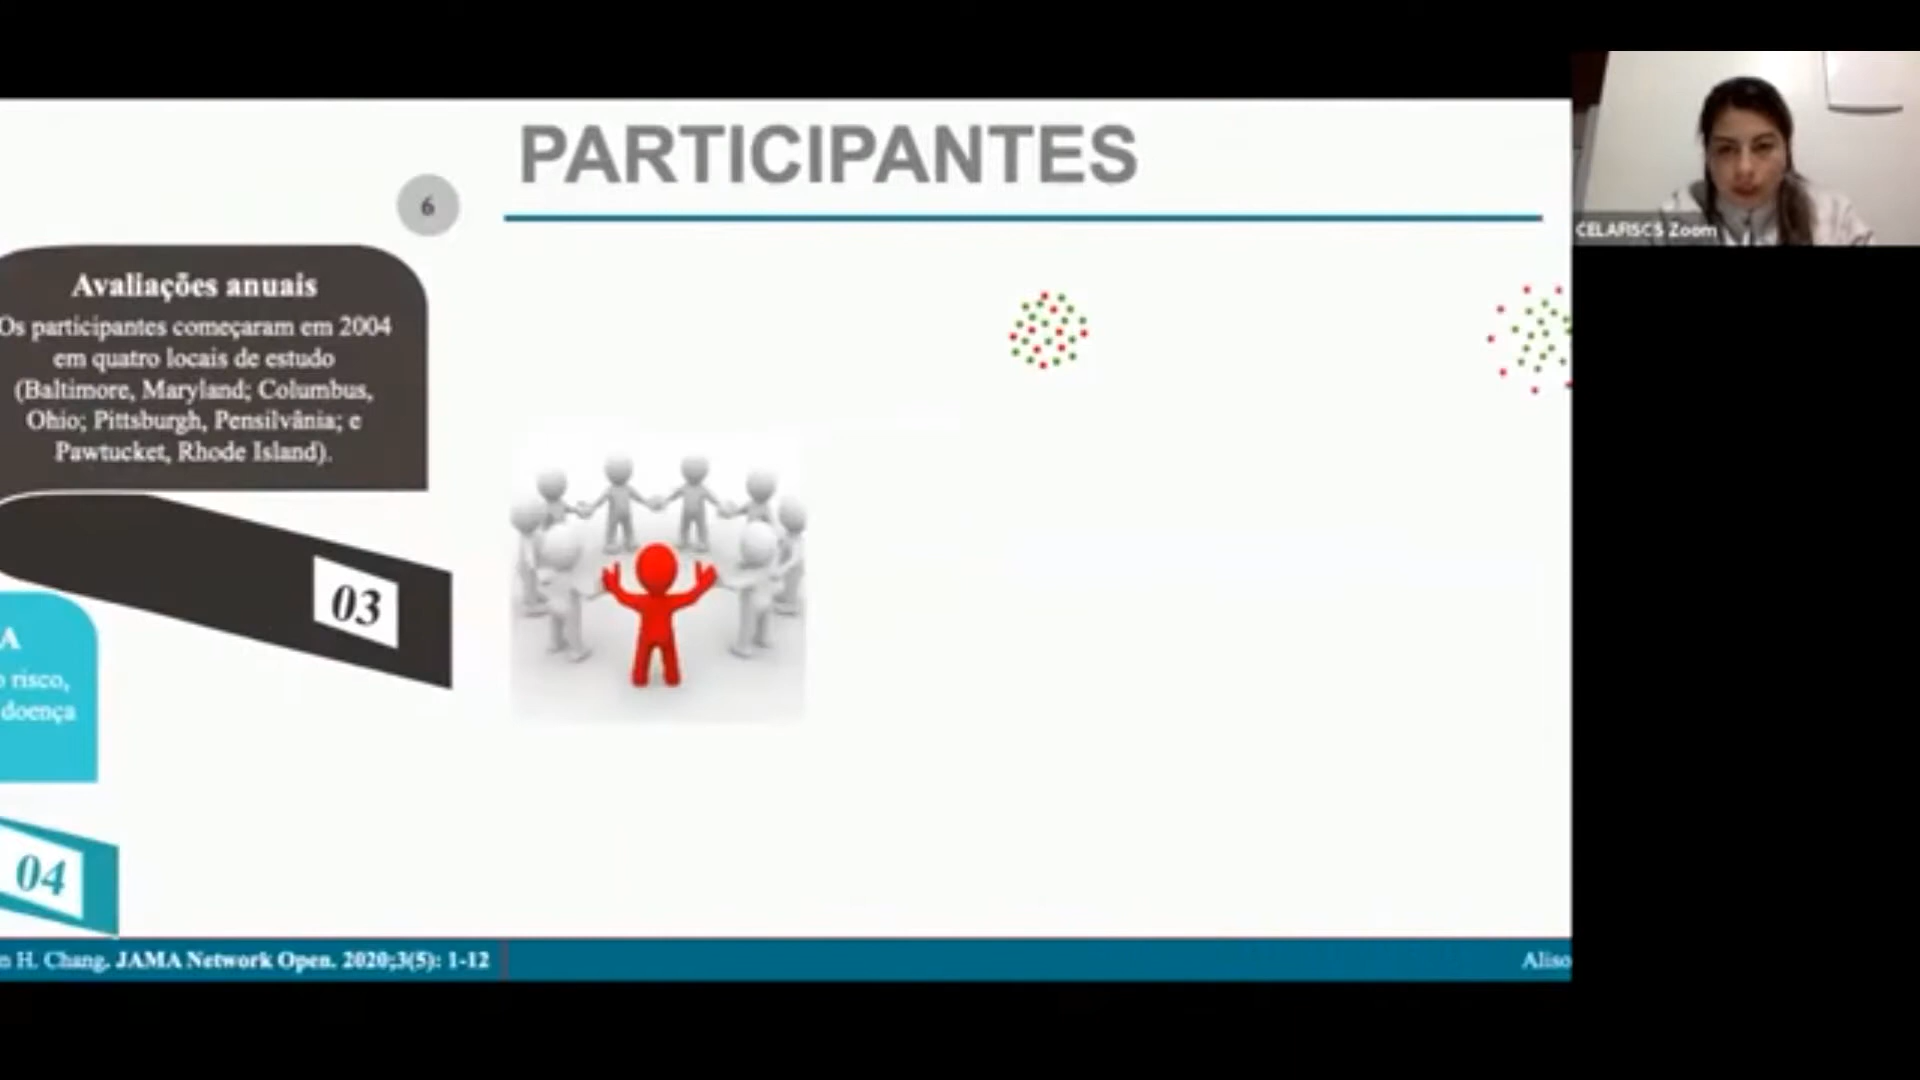 PARTICIPANTES
6
Avaliações anuais
Os participantes começaram em 2004
em quatro locais de estudo
(Baltimore, Maryland; Columbus,
Ohio; Pittsburgh, Pensilvânia; e
Pawtucket, Rhode Island).
03
A
o risco,
doença
04
n H. Chang. JAMA Network Open. 2020;3(5): 1-12
Aliso
CELAFISCS Zoom